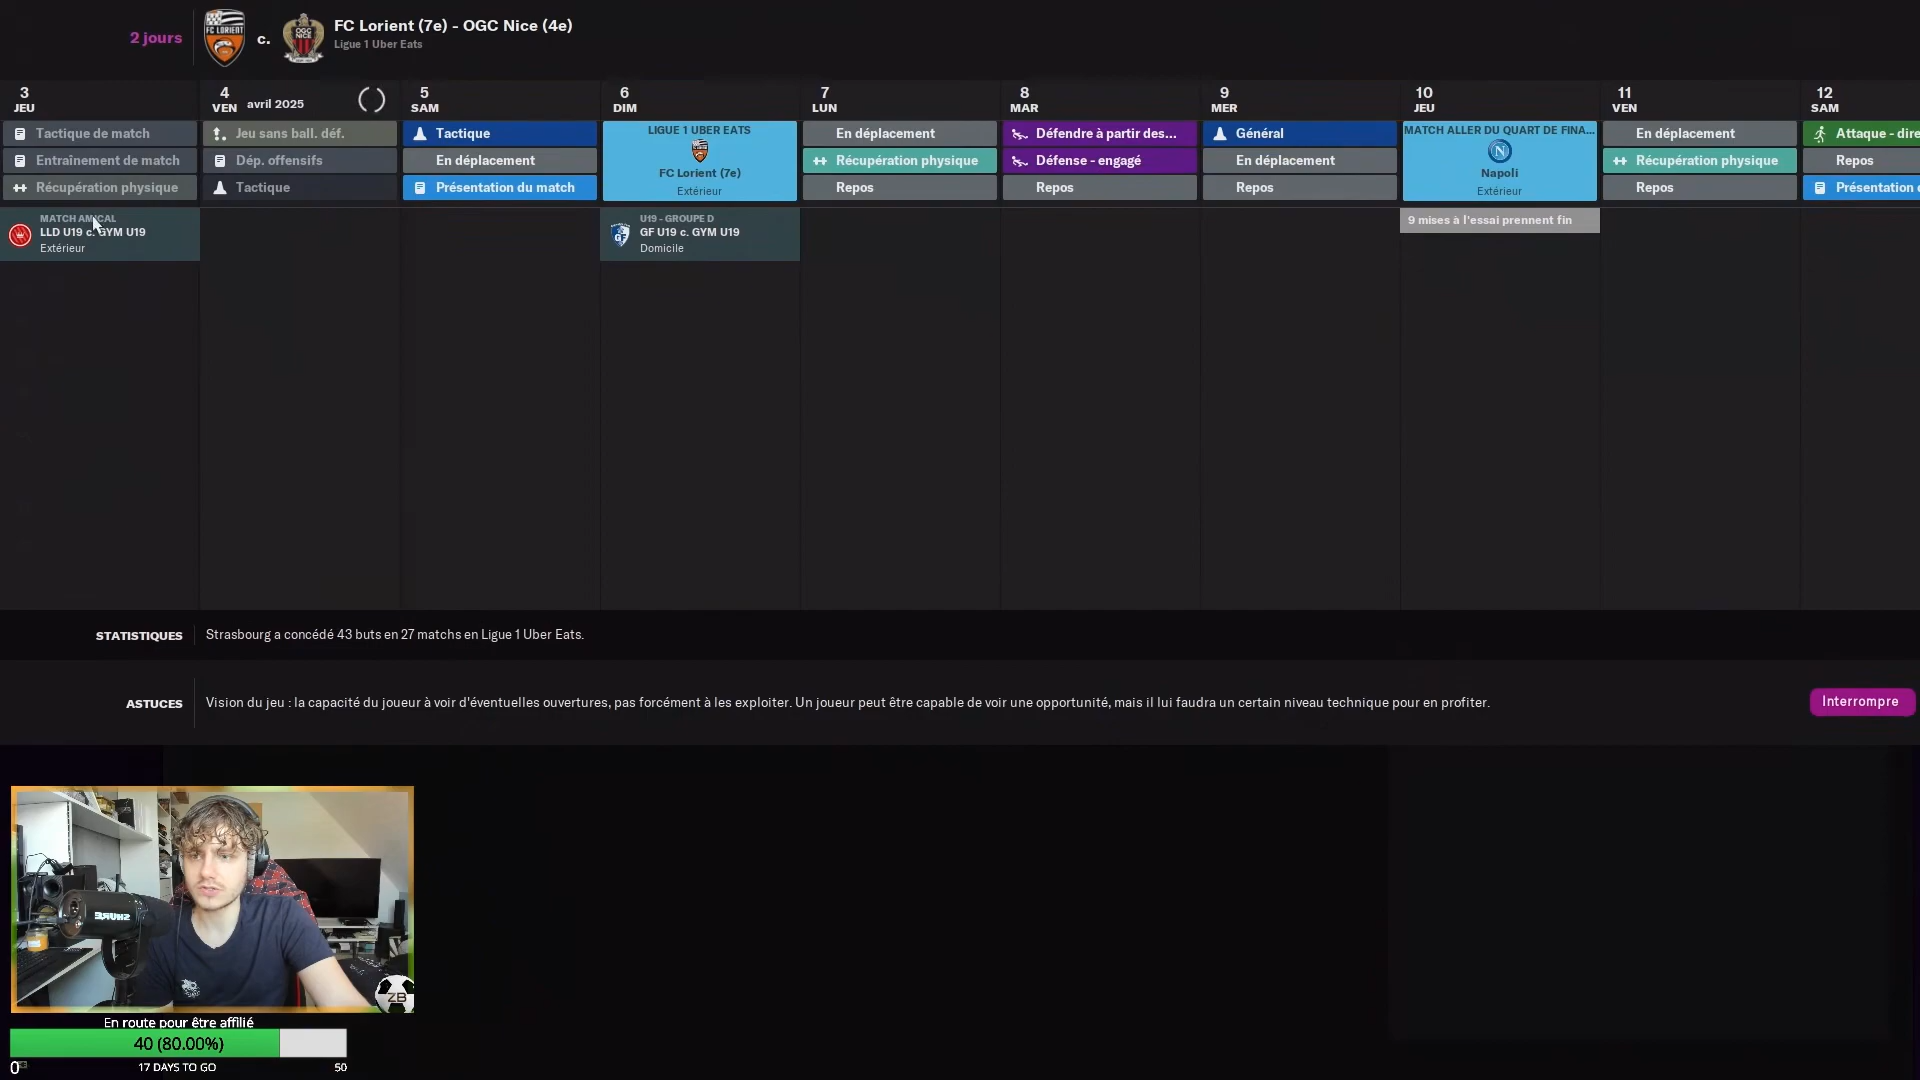 2 jours
c.
FC Lorient (7e) - OGC Nice (4e)
Ligue 1 Uber Eats
3
JEU
4
VEN avril 2025
5
SAM
6
DIM
7
LUN
8
MAR
9
MER
10
JEU
11
VEN
12
SAM
Tactique de match
Entraînement de match
Récupération physique
Jeu sans ball. déf.
Dép. offensifs
Tactique
Tactique
En déplacement
Présentation du match
LIGUE 1 UBER EATS
FC Lorient (7e)
Extérieur
En déplacement
Récupération physique
Repos
Défendre à partir des...
Défense - engagé
Repos
Général
En déplacement
Repos
MATCH ALLER DU QUART DE FINA...
Napoli
Extérieur
En déplacement
Récupération physique
Repos
Attaque - dire
Repos
Présentation d
MATCH AMICAL
LLD U19 c. GYM U19
Extérieur
U19 - GROUPE D
GF U19 c. GYM U19
Domicile
9 mises à l'essai prennent fin
STATISTIQUES
Strasbourg a concédé 43 buts en 27 matchs en Ligue 1 Uber Eats.
ASTUCES
Vision du jeu : la capacité du joueur à voir d'éventuelles ouvertures, pas forcément à les exploiter. Un joueur peut être capable de voir une opportunité, mais il lui faudra un certain niveau technique pour en profiter.
Interrompre
SHURE
ZB
En route pour être affilié
40 (80.00%)
0
17 DAYS TO GO
50